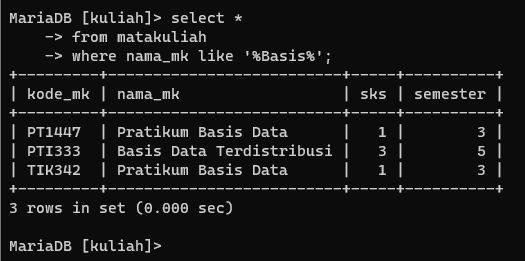 MariaDB [kuliah]> select *
    -> from matakuliah
    -> where nama_mk like '%Basis%';
+---------+-------------------------+-----+----------+
| kode_mk | nama_mk                 | sks | semester |
+---------+-------------------------+-----+----------+
| PT1447  | Pratikum Basis Data     |   1 |        3 |
| PTI333  | Basis Data Terdistribusi |   3 |        5 |
| TIK342  | Pratikum Basis Data     |   1 |        3 |
+---------+-------------------------+-----+----------+
3 rows in set (0.000 sec)

MariaDB [kuliah]>